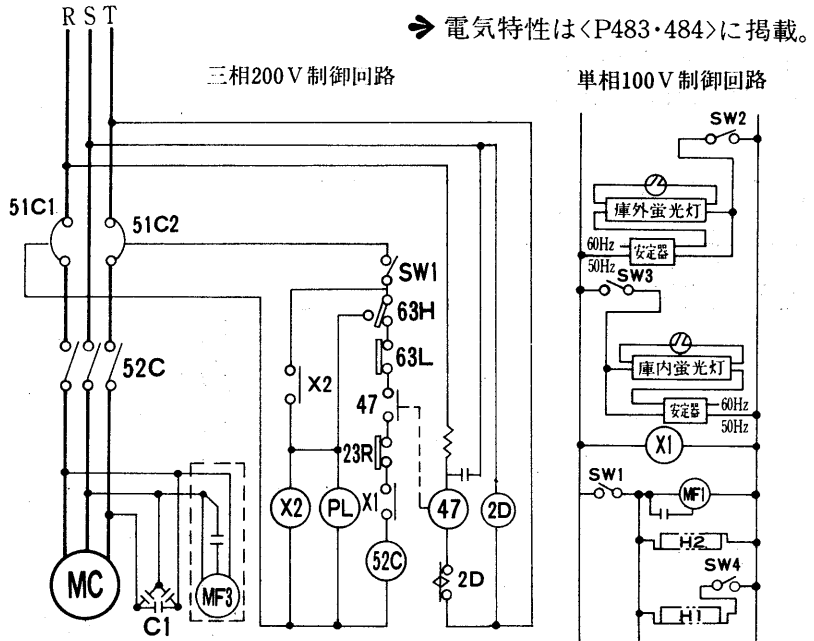 R S T
➔ 電気特性は<P483・484>に掲載。
三相200V制御回路
単相100V制御回路
SW2
51C1
51C2
庫外蛍光灯
60Hz
安定器
50Hz
SW1
SW3
63H
63L
52C
X2
庫内蛍光灯
47
安定器
60Hz
50Hz
23R
X1
X1
SW1
MF1
X2
PL
47
2D
52C
H2
2D
SW4
MC
MF3
C1
H1